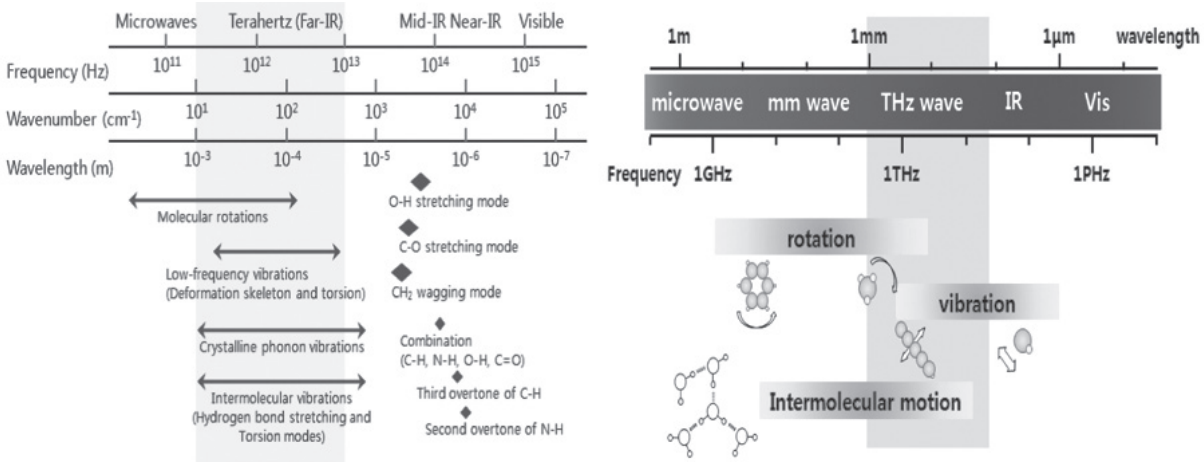 Microwaves Terahertz (Far-IR) Mid-IR Near-IR Visible
Frequency (Hz) 10¹¹ 10¹² 10¹³ 10¹⁴ 10¹⁵
Wavenumber (cm⁻¹) 10¹ 10² 10³ 10⁴ 10⁵
Wavelength (m) 10⁻³ 10⁻⁴ 10⁻⁵ 10⁻⁶ 10⁻⁷
Molecular rotations
Low-frequency vibrations
(Deformation skeleton and torsion)
Crystalline phonon vibrations
Intermolecular vibrations
(Hydrogen bond stretching and
Torsion modes)
O-H stretching mode
C-O stretching mode
CH₂ wagging mode
Combination
(C-H, N-H, O-H, C=O)
Third overtone of C-H
Second overtone of N-H
1m 1mm 1μm wavelength
microwave mm wave THz wave IR Vis
Frequency 1GHz 1THz 1PHz
rotation
vibration
Intermolecular motion